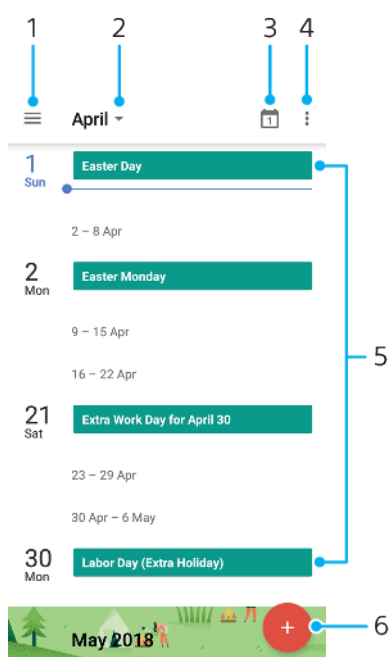 1 2 3 4
April
1
1 Easter Day
Sun
2 – 8 Apr
2 Easter Monday
Mon
9 – 15 Apr
5
16 – 22 Apr
21 Extra Work Day for April 30
Sat
23 – 29 Apr
30 Apr – 6 May
30 Labor Day (Extra Holiday)
Mon
May 2018
+
6